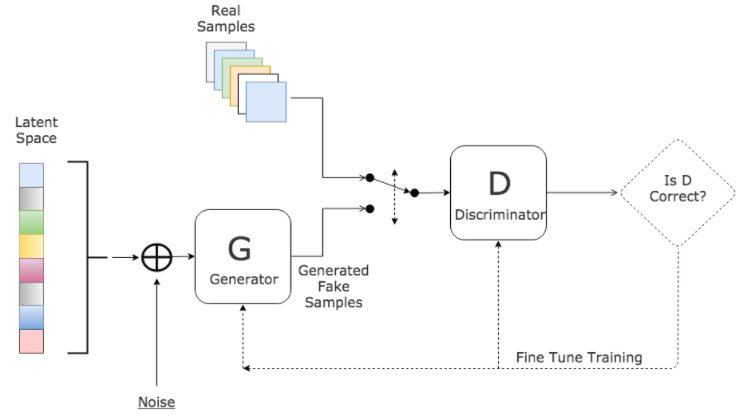 Real
Samples
Latent
Space
Is D
Correct?
D
Discriminator
G
Generator
Generated
Fake
Samples
Fine Tune Training
Noise